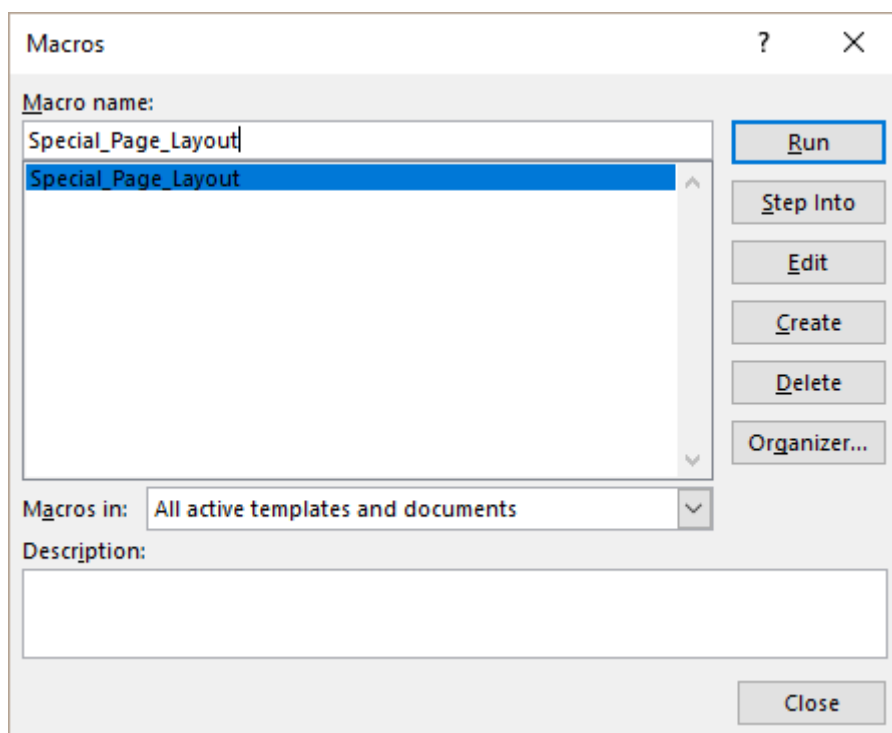 Macros ?
Macro name:
Special_Page_Layout
Run
Special_Page_Layout
Step Into
Edit
Create
Delete
Organizer...
Macros in: All active templates and documents
Description:
Close